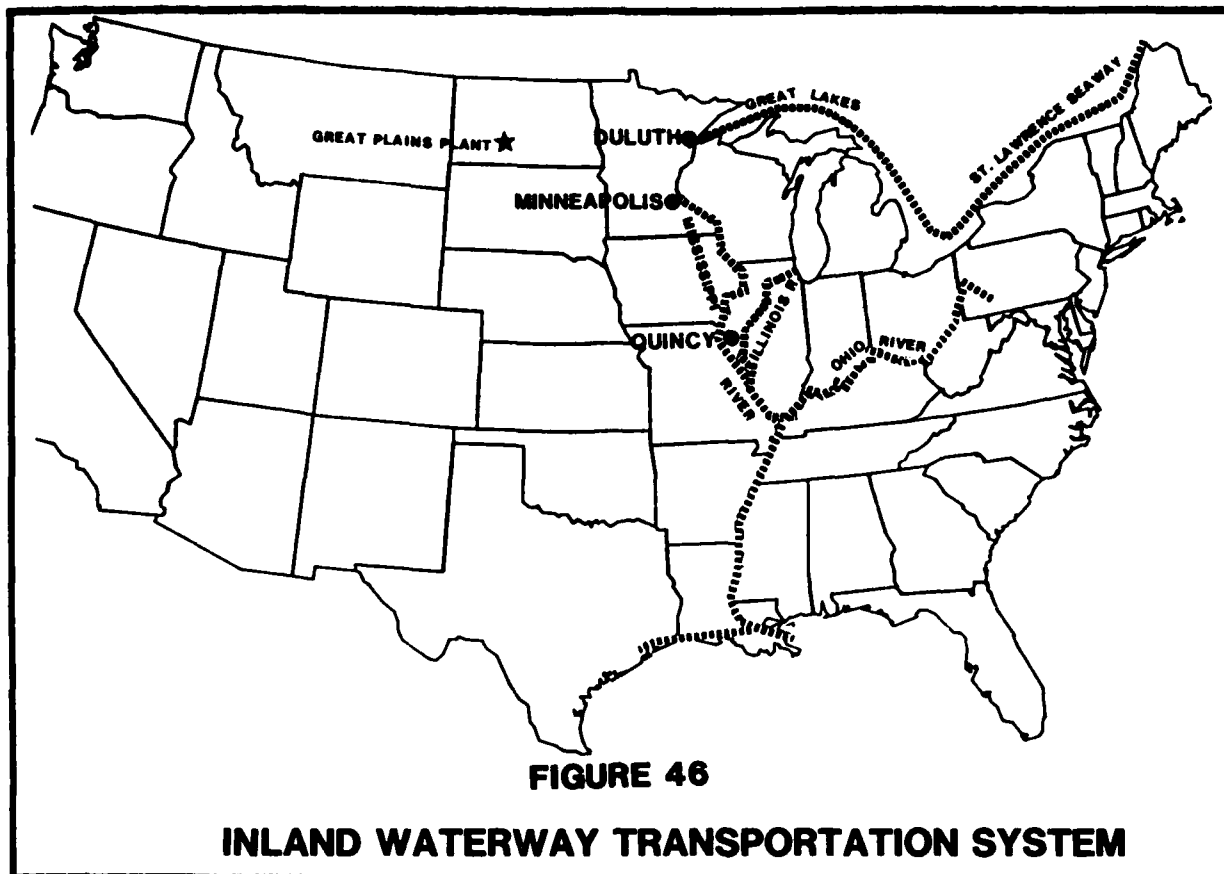 GREAT LAKES
ST. LAWRENCE SEAWAY
GREAT PLAINS PLANT
DULUTH
MINNEAPOLIS
MISSISSIPPI
RIVER
ILLINOIS R.
QUINCY
OHIO RIVER
FIGURE 46
INLAND WATERWAY TRANSPORTATION SYSTEM